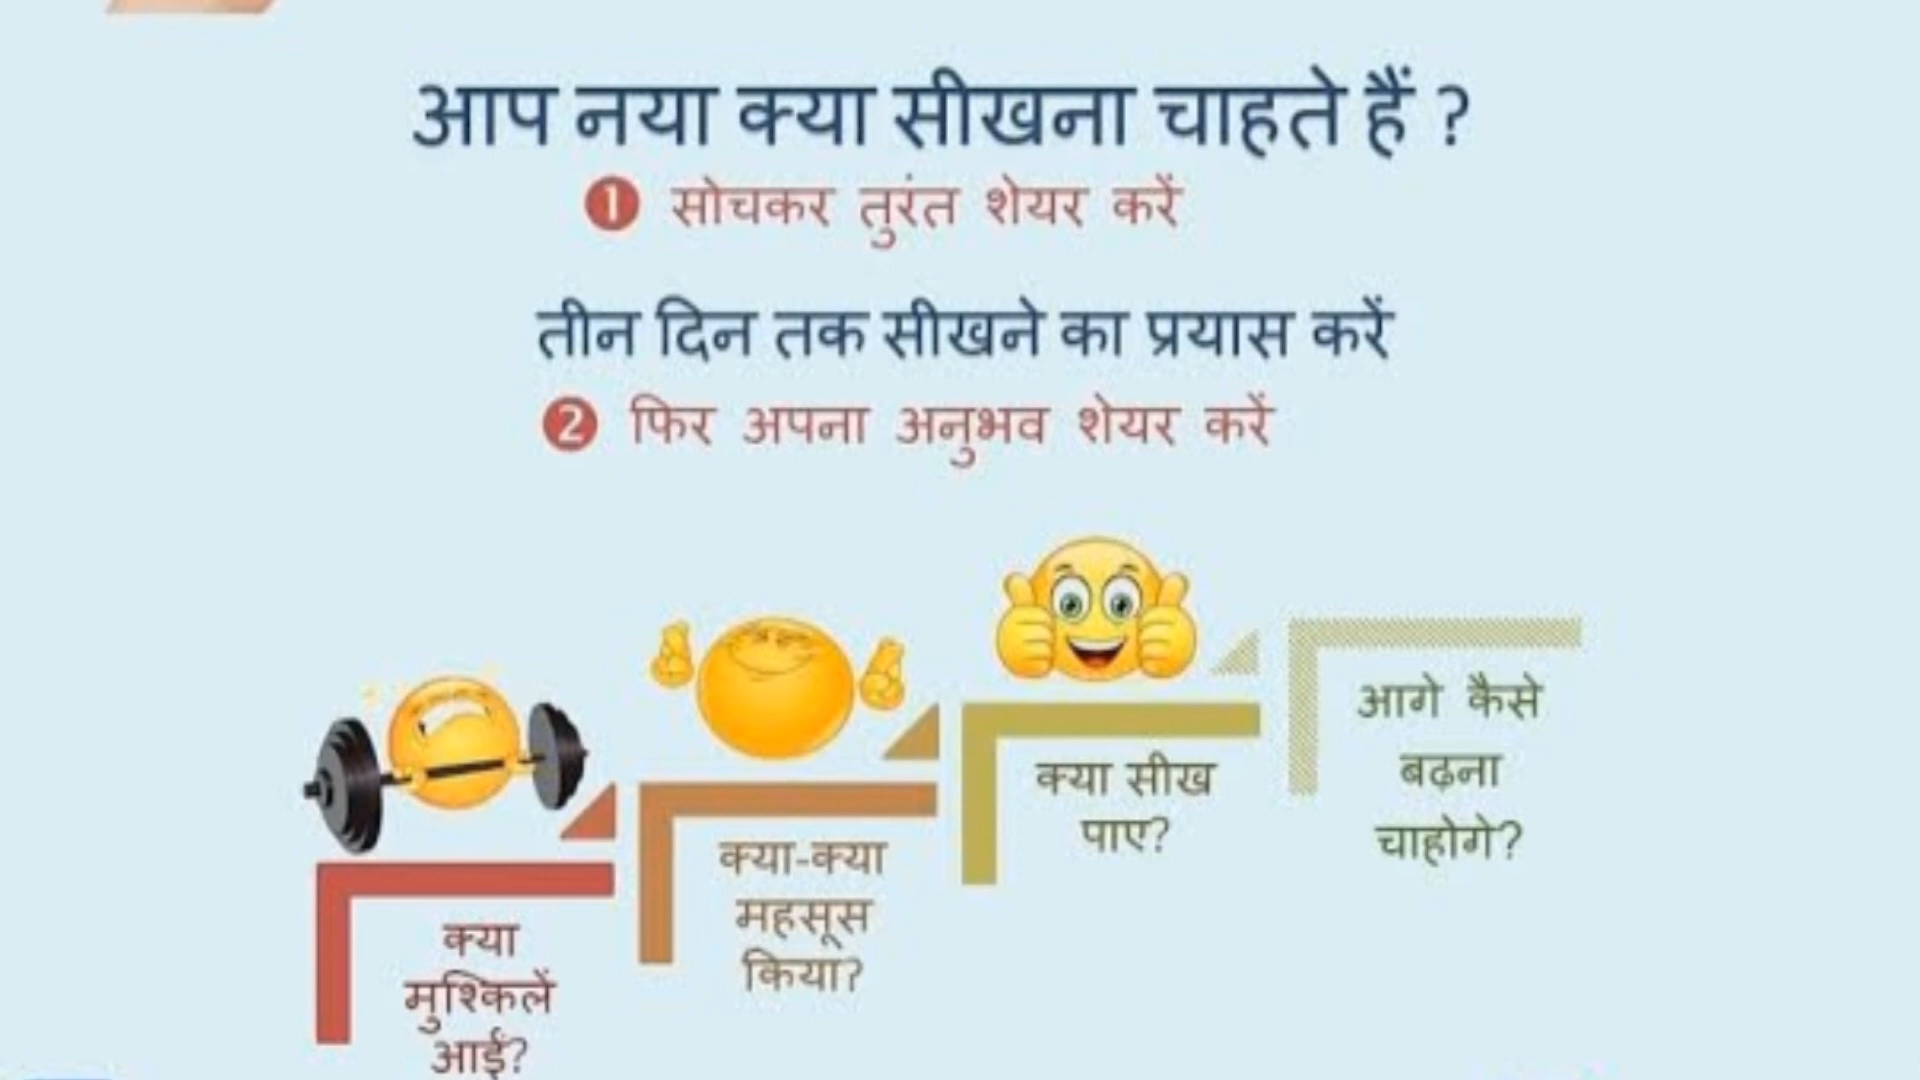 आप नया क्या सीखना चाहते हैं ?
1 सोचकर तुरंत शेयर करें
तीन दिन तक सीखने का प्रयास करें
2 फिर अपना अनुभव शेयर करें
क्या
मुश्किलें
आईं?
क्या-क्या
महसूस
किया?
क्या सीख
पाए?
आगे कैसे
बढ़ना
चाहोगे?